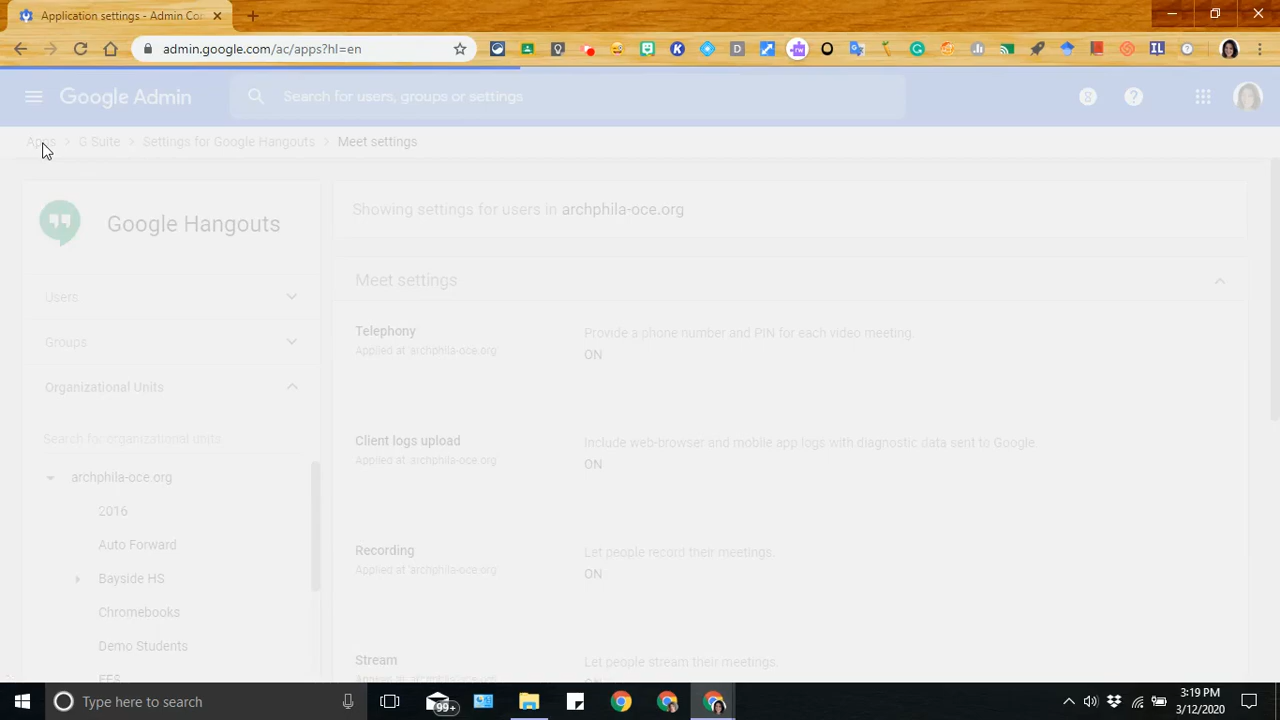 Application settings - Admin Con
admin.google.com/ac/apps?hl=en
Google Admin
Search for users, groups or settings
Apps > G Suite > Settings for Google Hangouts > Meet settings
Google Hangouts
Users
Groups
Organizational Units
Search for organizational units
archphila-oce.org
2016
Auto Forward
Bayside HS
Chromebooks
Demo Students
EES
Showing settings for users in archphila-oce.org
Meet settings
Telephony
Applied at 'archphila-oce.org
Provide a phone number and PIN for each video meeting.
ON
Client logs upload
Applied at 'archphila-oce.org
Include web-browser and mobile app logs with diagnostic data sent to Google
ON
Recording
Applied at 'archphila-oce.org
Let people record their meetings.
ON
Stream
Let people stream their meetings.
Type here to search
99+
3:19 PM
3/12/2020